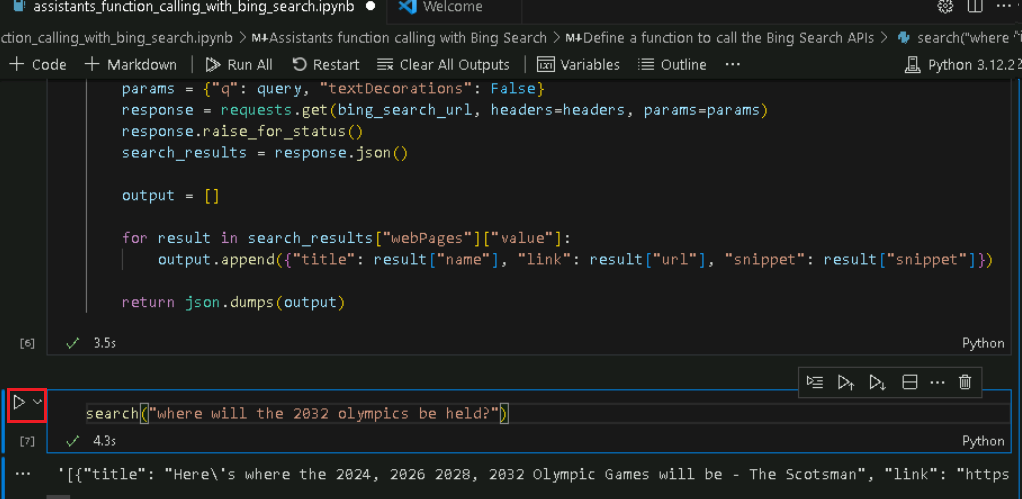 assistants_function_calling_with_bing_search.ipynb ● Welcome
ction_calling_with_bing_search.ipynb > M↓Assistants function calling with Bing Search > M↓Define a function to call the Bing Search APIs > search("where
+ Code + Markdown | Run All Restart Clear All Outputs | Variables Outline ··· Python 3.12.2
params = {"q": query, "textDecorations": False}
response = requests.get(bing_search_url, headers=headers, params=params)
response.raise_for_status()
search_results = response.json()
output = []
for result in search_results["webPages"]["value"]:
output.append({"title": result["name"], "link": result["url"], "snippet": result["snippet"]})
return json.dumps(output)
[6] ✓ 3.5s Python
search("where will the 2032 olympics be held?")
[7] ✓ 4.3s Python
··· '[{"title": "Here\'s where the 2024, 2026 2028, 2032 Olympic Games will be - The Scotsman", "link": "https